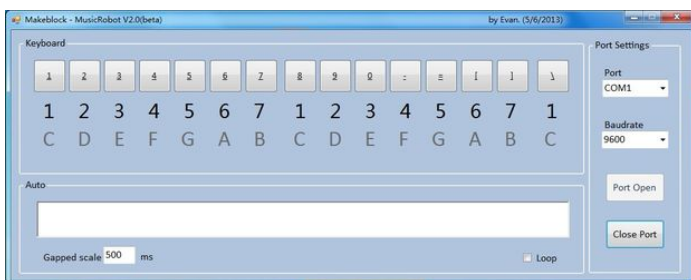 Makeblock - MusicRobot V2.0(beta) by Evan. (5/6/2013)
Keyboard
1 2 3 4 5 6 7 8 9 0 - = [ ] \
1 2 3 4 5 6 7 1 2 3 4 5 6 7 1
C D E F G A B C D E F G A B C
Port Settings
Port
COM1
Baudrate
9600
Port Open
Close Port
Auto
Gapped scale 500 ms
Loop